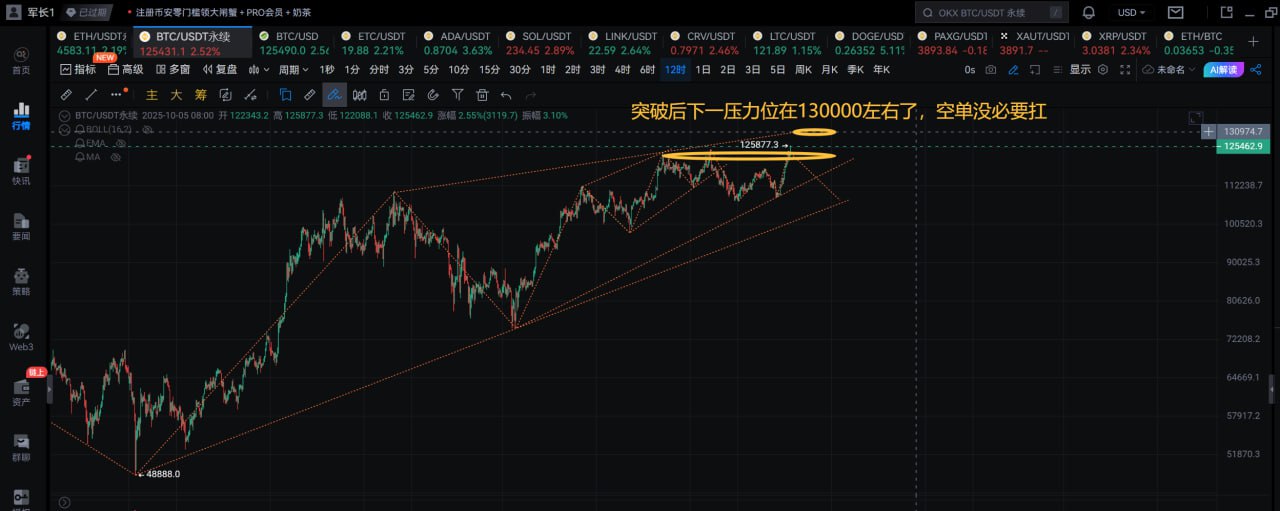 军长1 已过期 • 注册币安零门槛领大闸蟹 + PRO会员 + 奶茶 OKX BTC/USDT 永续 / USD
首页
行情
快讯
要闻
策略
Web3
链上
资产
群聊
ETH/USDT 4583.11 2.19%
BTC/USDT永续 125431.1 2.52%
BTC/USD 125490.0 2.56
ETC/USDT 19.88 2.21%
ADA/USDT 0.8704 3.63%
SOL/USDT 234.45 2.89%
LINK/USDT 22.59 2.64%
CRV/USDT 0.7971 2.46%
LTC/USDT 121.89 1.15%
DOGE/USDT 0.26352 5.11%
PAXG/USDT 3893.84 -0.18
XAUT/USDT 3891.7 --
XRP/USDT 3.0381 2.34%
ETH/BTC 0.03653 -0.35
指标 NEW 高级 多窗 复盘 周期 1秒 1分 分时 3分 5分 10分 15分 30分 1时 2时 3时 4时 6时 12时 1日 2日 3日 5日 周K 月K 季K 年K 0s 显示 未命名 AI解读
主 大 筹
BTC/USDT永续 2025-10-05 08:00 开 122343.2 高 125877.3 低 122088.1 收 125462.9 涨幅 2.55%(3119.7) 振幅 3.10%
BOLL(16,2)
EMA
MA
突破后下一压力位在130000左右了，空单没必要扛
125877.3
48888.0
130974.7
125462.9
112238.7
100520.3
90025.3
80626.0
72208.2
64669.1
57917.2
51870.3